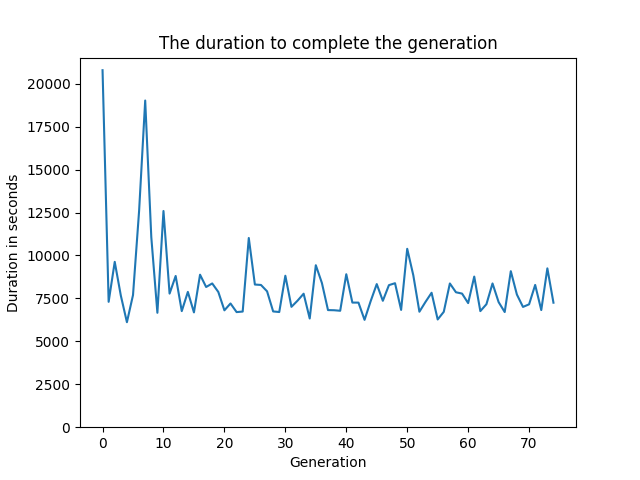 The duration to complete the generation
20000
17500
15000
12500
10000
7500
5000
2500
0
Duration in seconds
0 10 20 30 40 50 60 70
Generation